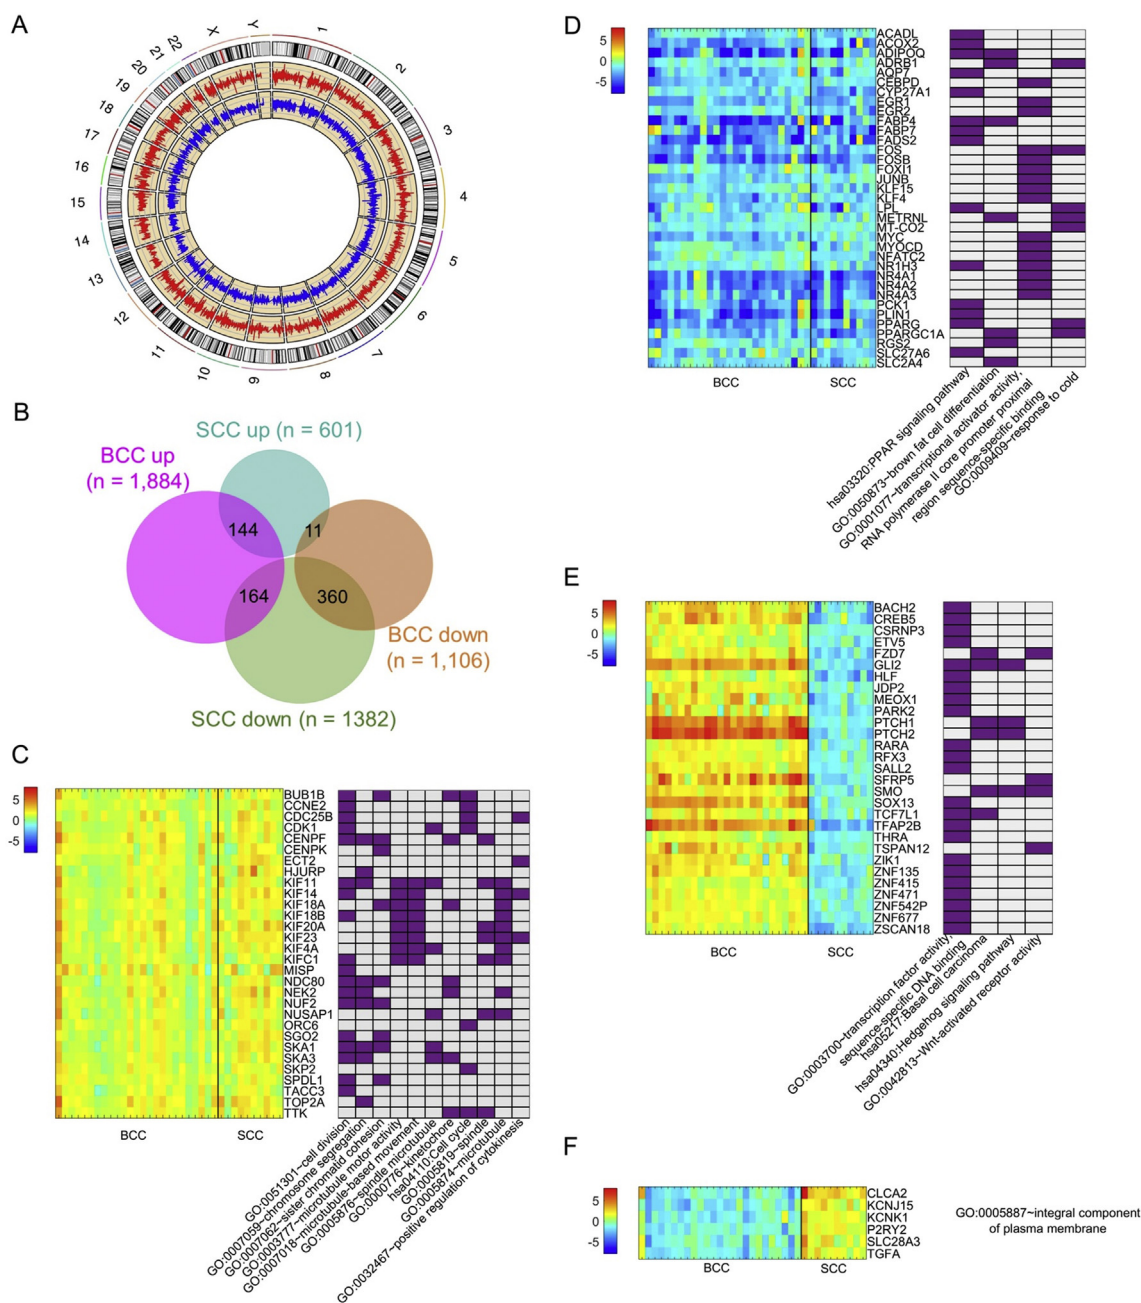 A
X
Y
1
2
3
4
5
6
7
8
9
10
11
12
13
14
15
16
17
18
19
20
21
22
B
SCC up (n = 601)
BCC up
(n = 1,884)
144
11
164
360
BCC down
(n = 1,106)
SCC down (n = 1382)
C
5
0
-5
BUB1B
CCNE2
CDC25B
CDK1
CENPF
CENPK
ECT2
HJURP
KIF11
KIF14
KIF18A
KIF18B
KIF20A
KIF23
KIF4A
KIFC1
MISP
NDC80
NEK2
NUF2
NUSAP1
ORC6
SGO2
SKA1
SKA3
SKP2
SPDL1
TACC3
TOP2A
TTK
BCC
SCC
GO:0051301~cell division
GO:0007059~chromosome segregation
GO:0007062~sister chromatid cohesion
GO:0003777~microtubule motor activity
GO:0007018~microtubule-based movement
GO:0005876~spindle microtubule
GO:0000776~kinetochore
hsa04110:Cell cycle
GO:0005819~spindle
GO:0005874~microtubule
GO:0032467~positive regulation of cytokinesis
D
5
0
-5
ACADL
ACOX2
ADIPOQ
ADRB1
AQP7
CEBPD
CYP27A1
EGR1
EGR2
FABP4
FABP7
FADS2
FOS
FOSB
FOXI1
JUNB
KLF15
KLF4
LPL
METRNL
MT-CO2
MYC
MYOCD
NFATC2
NR1H3
NR4A1
NR4A2
NR4A3
PCK1
PLIN1
PPARG
PPARGC1A
RGS2
SLC27A6
SLC2A4
BCC
SCC
hsa03320:PPAR signaling pathway
GO:0050873~brown fat cell differentiation
GO:0001077~transcriptional activator activity,
RNA polymerase II core promoter proximal
region sequence-specific binding
GO:0009409~response to cold
E
5
0
-5
BACH2
CREB5
CSRNP3
ETV5
FZD7
GLI2
HLF
JDP2
MEOX1
PARK2
PTCH1
PTCH2
RARA
RFX3
SALL2
SFRP5
SMO
SOX13
TCF7L1
TFAP2B
THRA
TSPAN12
ZIK1
ZNF135
ZNF415
ZNF471
ZNF542P
ZNF677
ZSCAN18
BCC
SCC
GO:0003700~transcription factor activity,
sequence-specific DNA binding
hsa05217:Basal cell carcinoma
hsa04340:Hedgehog signaling pathway
GO:0042813~Wnt-activated receptor activity
F
5
0
-5
CLCA2
KCNJ15
KCNK1
P2RY2
SLC28A3
TGFA
BCC
SCC
GO:0005887~integral component
of plasma membrane